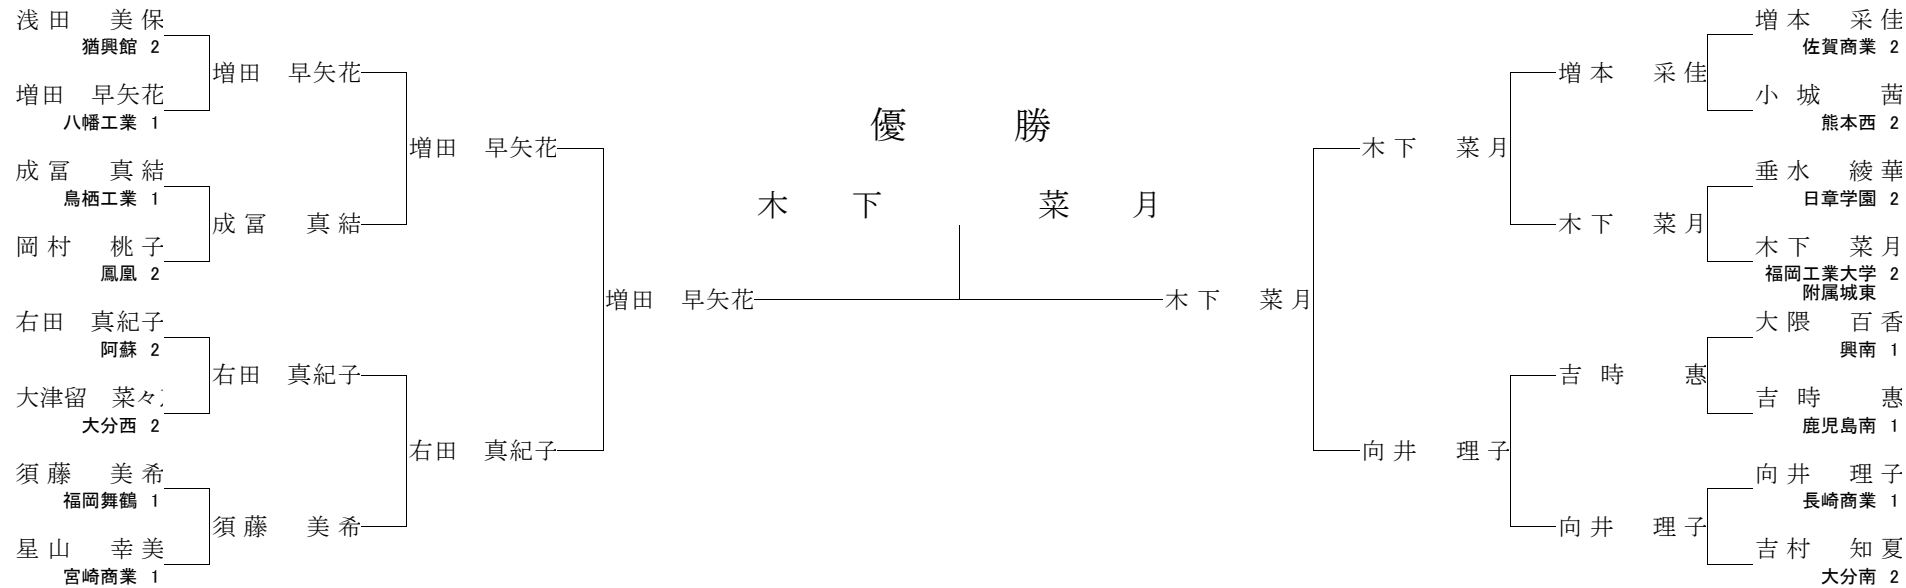 浅田 美保
猶興館 2
増田 早矢花
八幡工業 1
成冨 真結
鳥栖工業 1
岡村 桃子
鳳凰 2
右田 真紀子
阿蘇 2
大津留 菜々
大分西 2
須藤 美希
福岡舞鶴 1
星山 幸美
宮崎商業 1
増田 早矢花
成冨 真結
右田 真紀子
須藤 美希
増田 早矢花
右田 真紀子
増田 早矢花
優勝
木下 菜月
木下 菜月
木下 菜月
向井 理子
増本 采佳
木下 菜月
吉時 惠
向井 理子
増本 采佳
佐賀商業 2
小城 茜
熊本西 2
垂水 綾華
日章学園 2
木下 菜月
福岡工業大学 2
附属城東
大隈 百香
興南 1
吉時 惠
鹿児島南 1
向井 理子
長崎商業 1
吉村 知夏
大分南 2